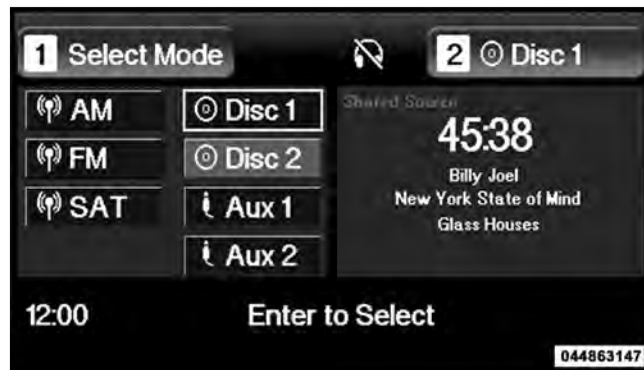 1 Select Mode
2 Disc 1
AM
Disc 1
FM
Disc 2
SAT
Aux 1
Aux 2
Shared Source
45:38
Billy Joel
New York State of Mind
Glass Houses
12:00
Enter to Select
044863147